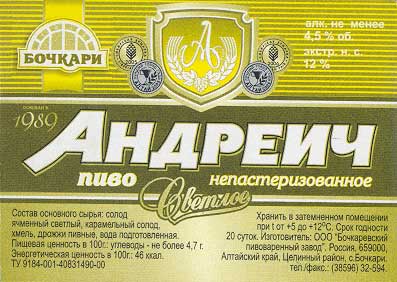 БОЧКАРИ
алк. не менее
4,5 % об.
экстр. н. с.
12 %
ОСНОВАН В
1989
АНДРЕИЧ
пиво непастеризованное
Светлое
Состав основного сырья: солод
ячменный светлый, карамельный солод,
хмель, дрожжи пивные, вода подготовленная.
Пищевая ценность в 100г.: углеводы - не более 4,7 г.
Энергетическая ценность в 100г.: 46 ккал.
ТУ 9184-001-40831490-00
Хранить в затемненном помещении
при t от +5 до +12°С. Срок годности
20 суток. Изготовитель: ООО "Бочкаревский
пивоваренный завод". Россия, 659000,
Алтайский край, Целинный район, с.Бочкари.
тел./факс.: (38596) 32-594.